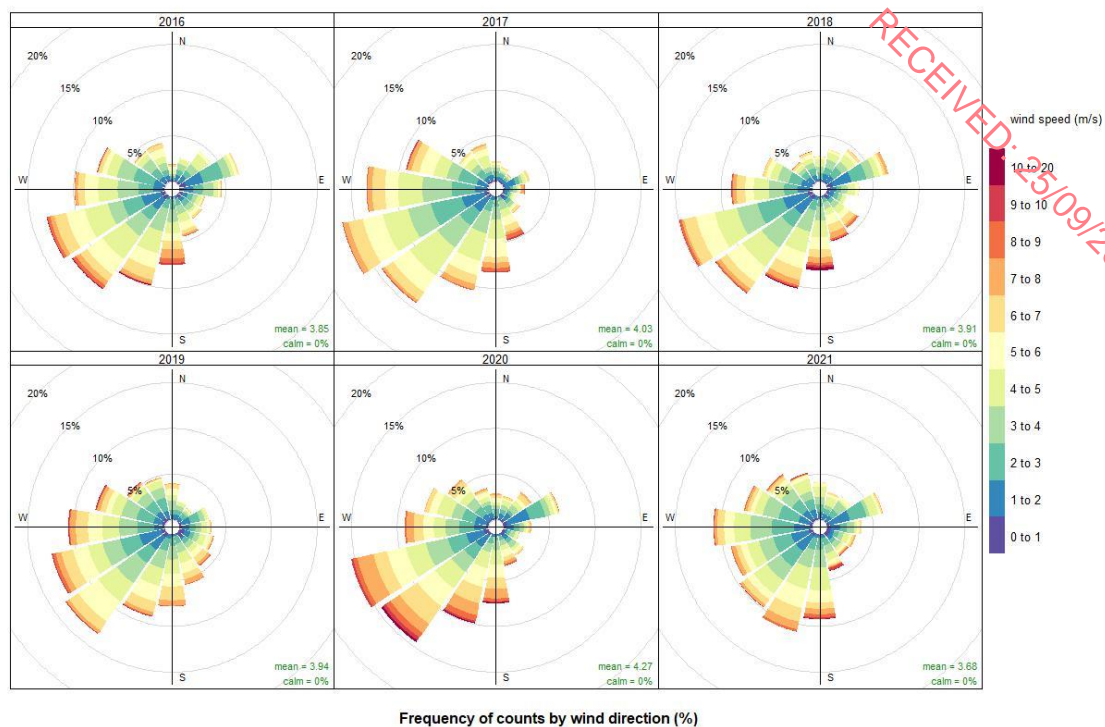 2016
2017
2018
20%
15%
10%
5%
N
W
E
S
mean = 3.85
calm = 0%
20%
15%
10%
5%
N
W
E
S
mean = 4.03
calm = 0%
20%
15%
10%
5%
N
W
E
S
mean = 3.91
calm = 0%
2019
2020
2021
20%
15%
10%
5%
N
W
E
S
mean = 3.94
calm = 0%
20%
15%
10%
5%
N
W
E
S
mean = 4.27
calm = 0%
20%
15%
10%
5%
N
W
E
S
mean = 3.68
calm = 0%
wind speed (m/s)
10 to 20
9 to 10
8 to 9
7 to 8
6 to 7
5 to 6
4 to 5
3 to 4
2 to 3
1 to 2
0 to 1
RECEIVED: 25/09/
Frequency of counts by wind direction (%)